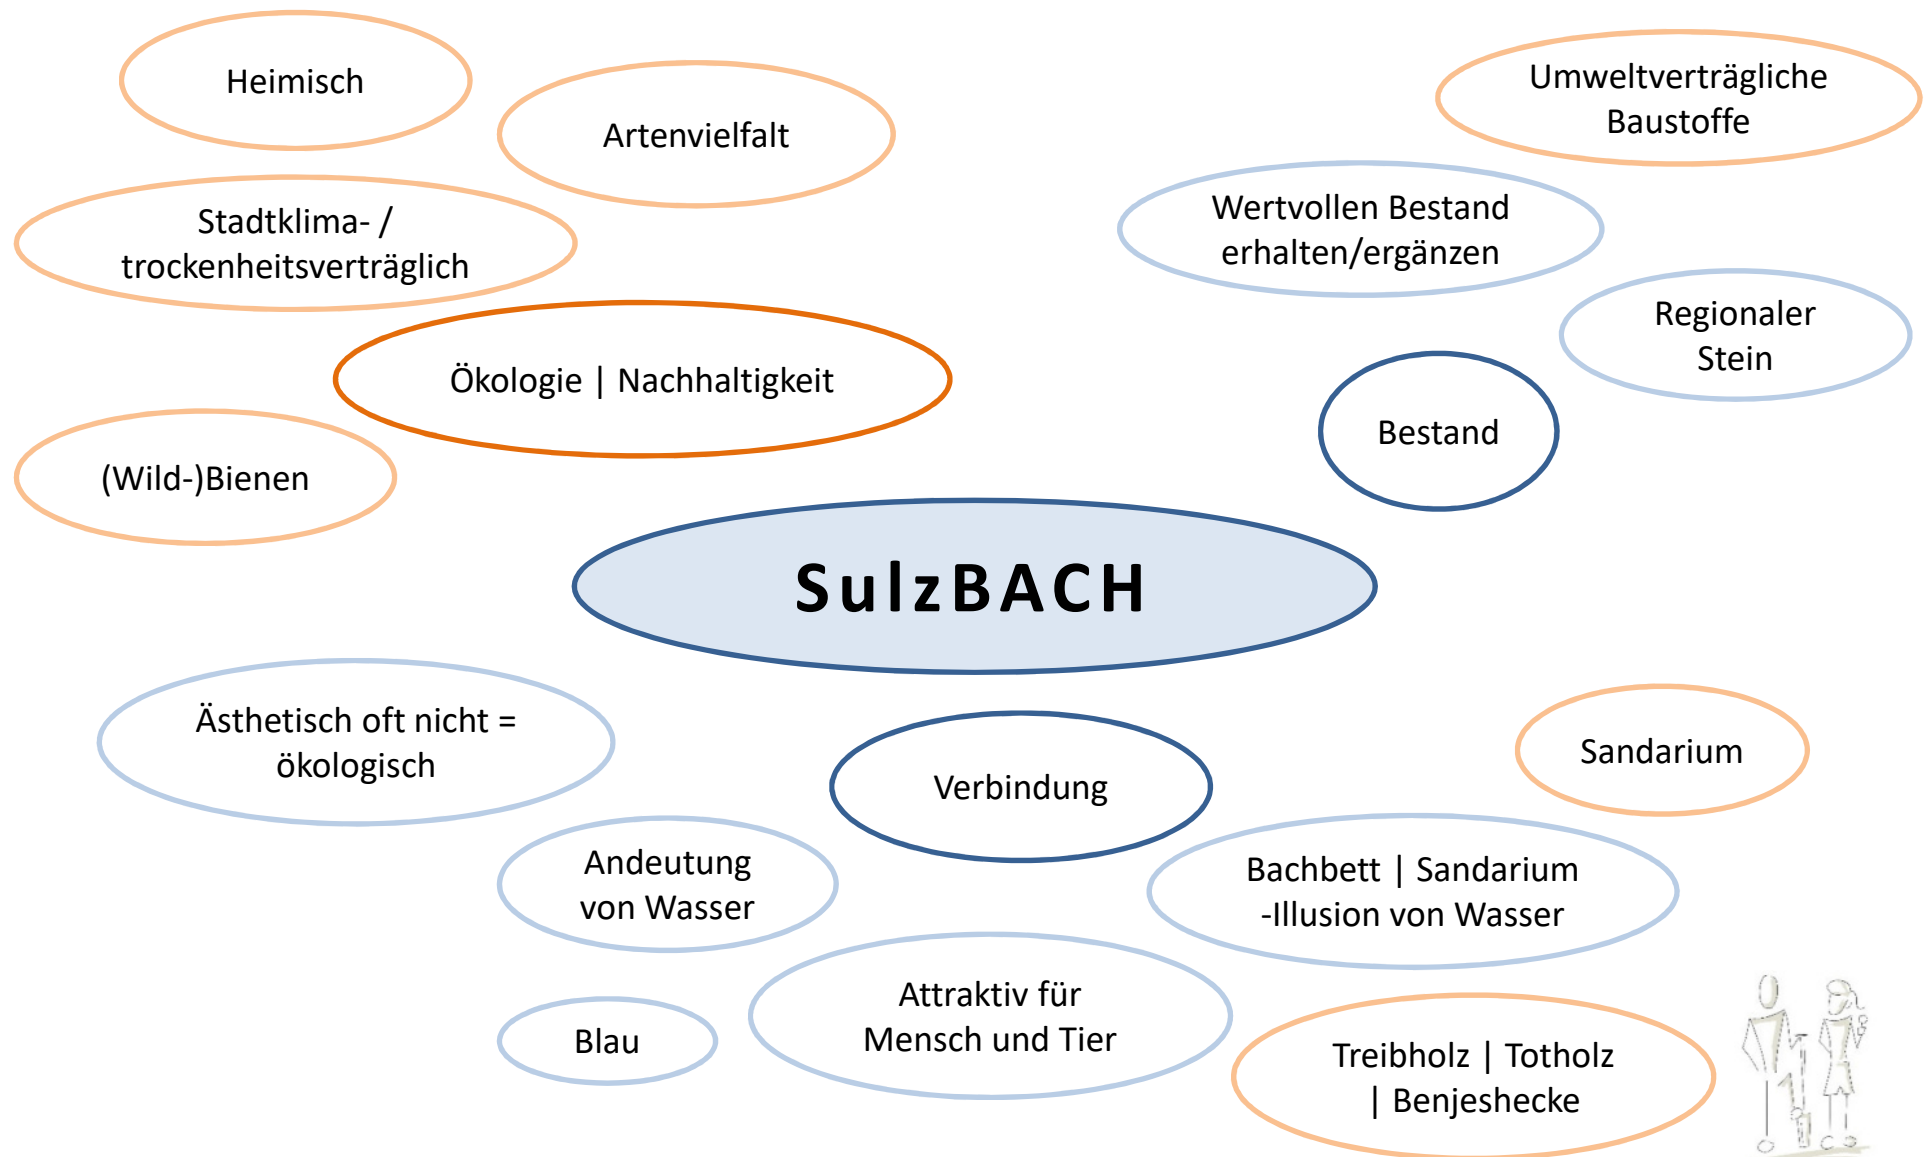 Heimisch
Artenvielfalt
Umweltverträgliche
Baustoffe
Stadtklima- /
trockenheitsverträglich
Wertvollen Bestand
erhalten/ergänzen
Regionaler
Stein
Ökologie | Nachhaltigkeit
Bestand
(Wild-)Bienen
SulzBACH
Ästhetisch oft nicht =
ökologisch
Verbindung
Sandarium
Andeutung
von Wasser
Bachbett | Sandarium
-Illusion von Wasser
Attraktiv für
Mensch und Tier
Blau
Treibholz | Totholz
| Benjeshecke